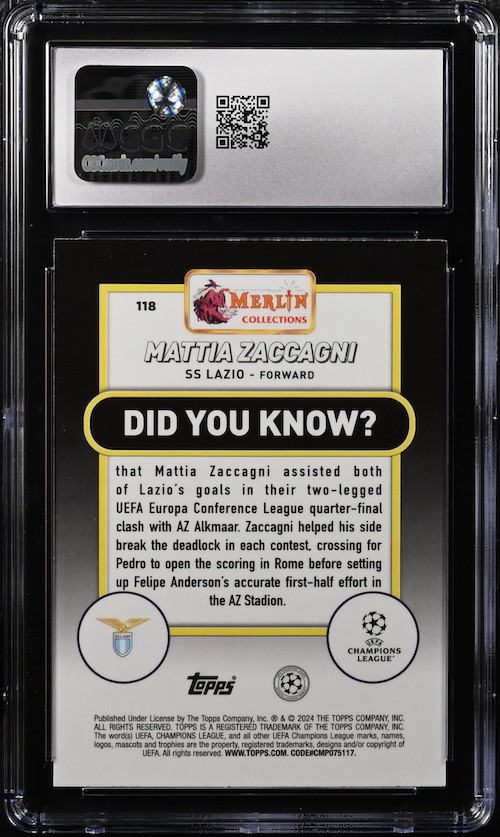 CGC
CGCcards.com/verify
MERLIN
COLLECTIONS
118
MATTIA ZACCAGNI
SS LAZIO - FORWARD
DID YOU KNOW?
that Mattia Zaccagni assisted both
of Lazio's goals in their two-legged
UEFA Europa Conference League quarter-final
clash with AZ Alkmaar. Zaccagni helped his side
break the deadlock in each contest, crossing for
Pedro to open the scoring in Rome before setting
up Felipe Anderson's accurate first-half effort in
the AZ Stadion.
UEFA
CHAMPIONS
LEAGUE
topps
Published Under License by The Topps Company, Inc. ® & © 2024 THE TOPPS COMPANY, INC.
ALL RIGHTS RESERVED. TOPPS IS A REGISTERED TRADEMARK OF THE TOPPS COMPANY, INC.
The word(s) UEFA, CHAMPIONS LEAGUE, and all other UEFA Champions League marks, names,
logos, mascots and trophies are the property, registered trademarks, designs and/or copyright of
UEFA. All rights reserved. WWW.TOPPS.COM. CODE#CMP075117.